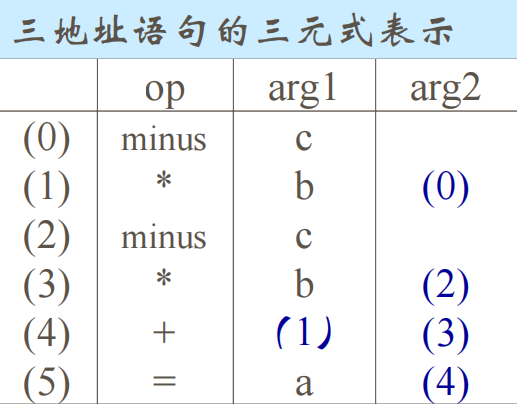 三地址语句的三元式表示
op arg1 arg2
(0) minus c
(1) * b (0)
(2) minus c
(3) * b (2)
(4) + (1) (3)
(5) = a (4)